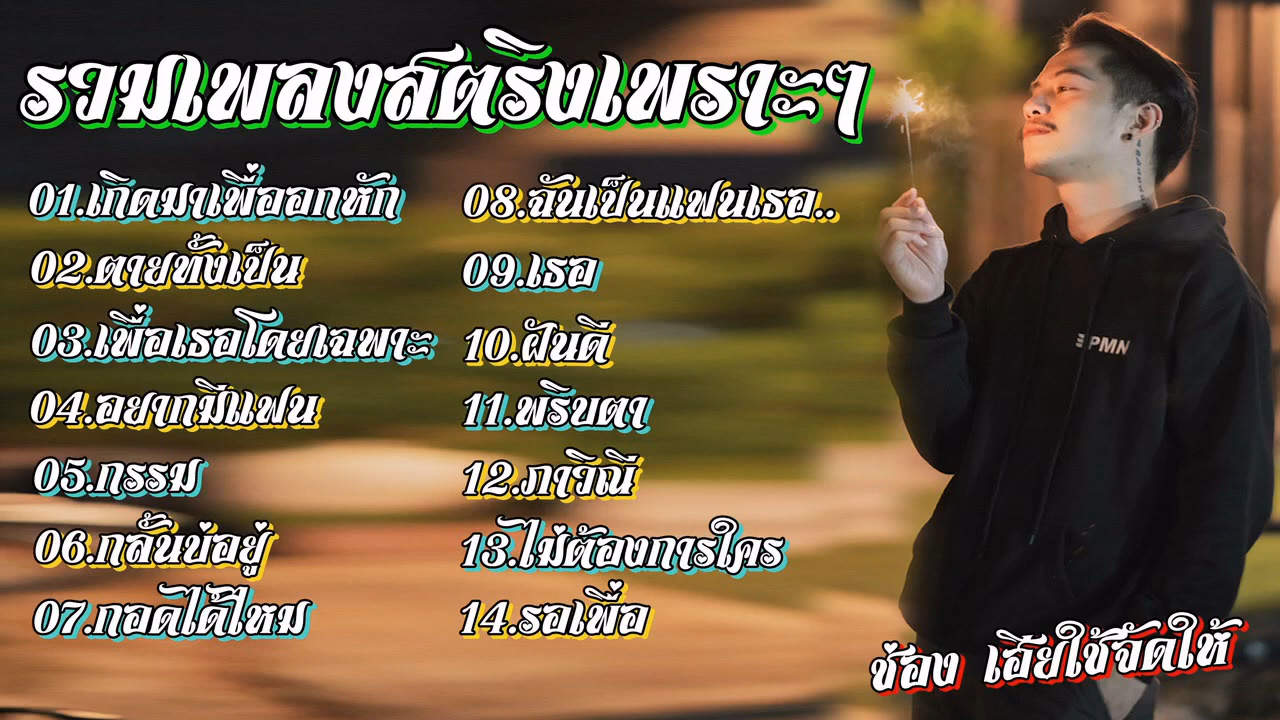 รวมเพลงสตริงเพราะๆ
01.เกิดมาเพื่ออกหัก
02.ตายทั้งเป็น
03.เพื่อเธอโดยเฉพาะ
04.อยากมีแฟน
05.กรรม
06.กลั้นบ่อยู่
07.กอดได้ไหม
08.ฉันเป็นแฟนเธอ..
09.เธอ
10.ฝันดี
11.พริบตา
12.ภาวิณี
13.ไม่ต้องการใคร
14.รอเพื่อ
PMN
ช่อง เอียใช้จัดให้